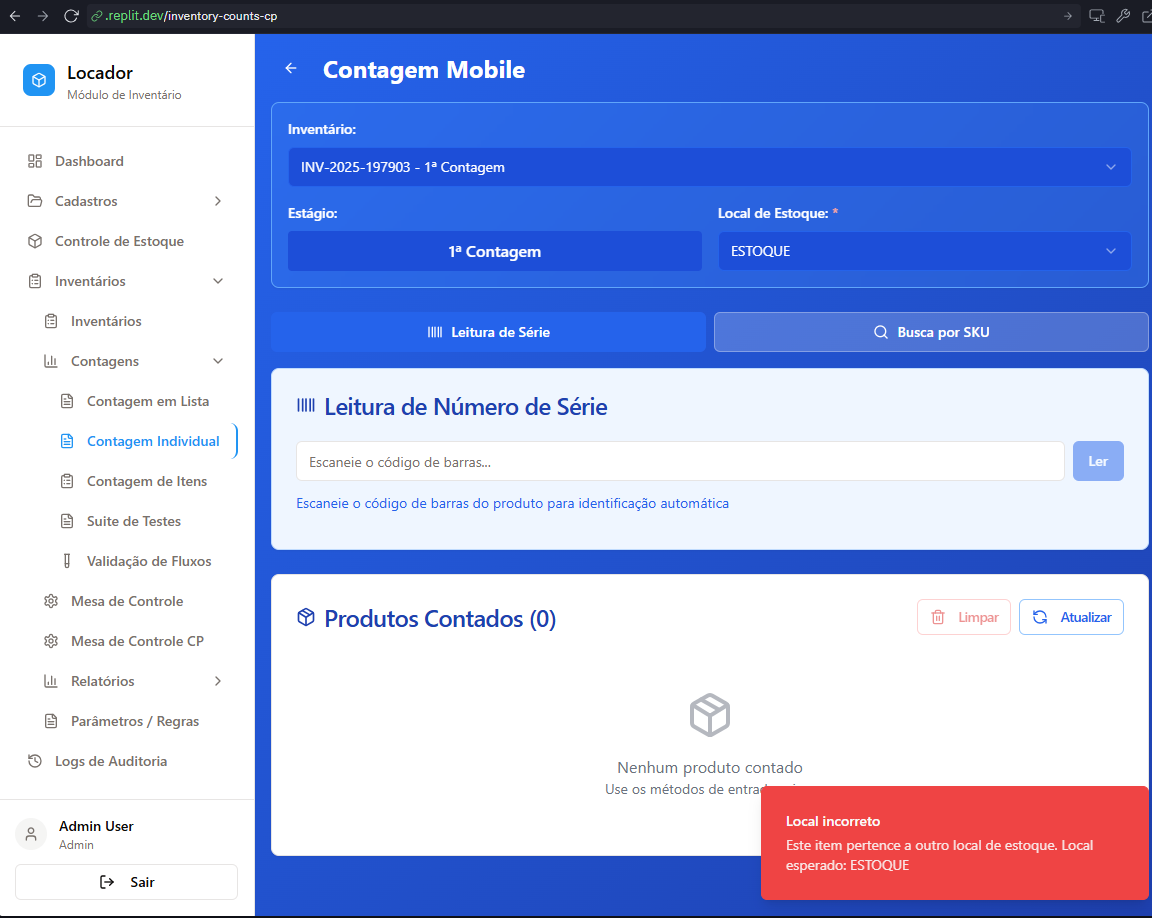 .replit.dev/inventory-counts-cp
Locador
Módulo de Inventário
Dashboard
Cadastros
Controle de Estoque
Inventários
Inventários
Contagens
Contagem em Lista
Contagem Individual
Contagem de Itens
Suite de Testes
Validação de Fluxos
Mesa de Controle
Mesa de Controle CP
Relatórios
Parâmetros / Regras
Logs de Auditoria
Admin User
Admin
Sair
Contagem Mobile
Inventário:
INV-2025-197903 - 1ª Contagem
Estágio:
1ª Contagem
Local de Estoque: *
ESTOQUE
Leitura de Série
Busca por SKU
Leitura de Número de Série
Escaneie o código de barras...
Ler
Escaneie o código de barras do produto para identificação automática
Produtos Contados (0)
Limpar
Atualizar
Nenhum produto contado
Use os métodos de
Local incorreto
Este item pertence a outro local de estoque. Local
esperado: ESTOQUE